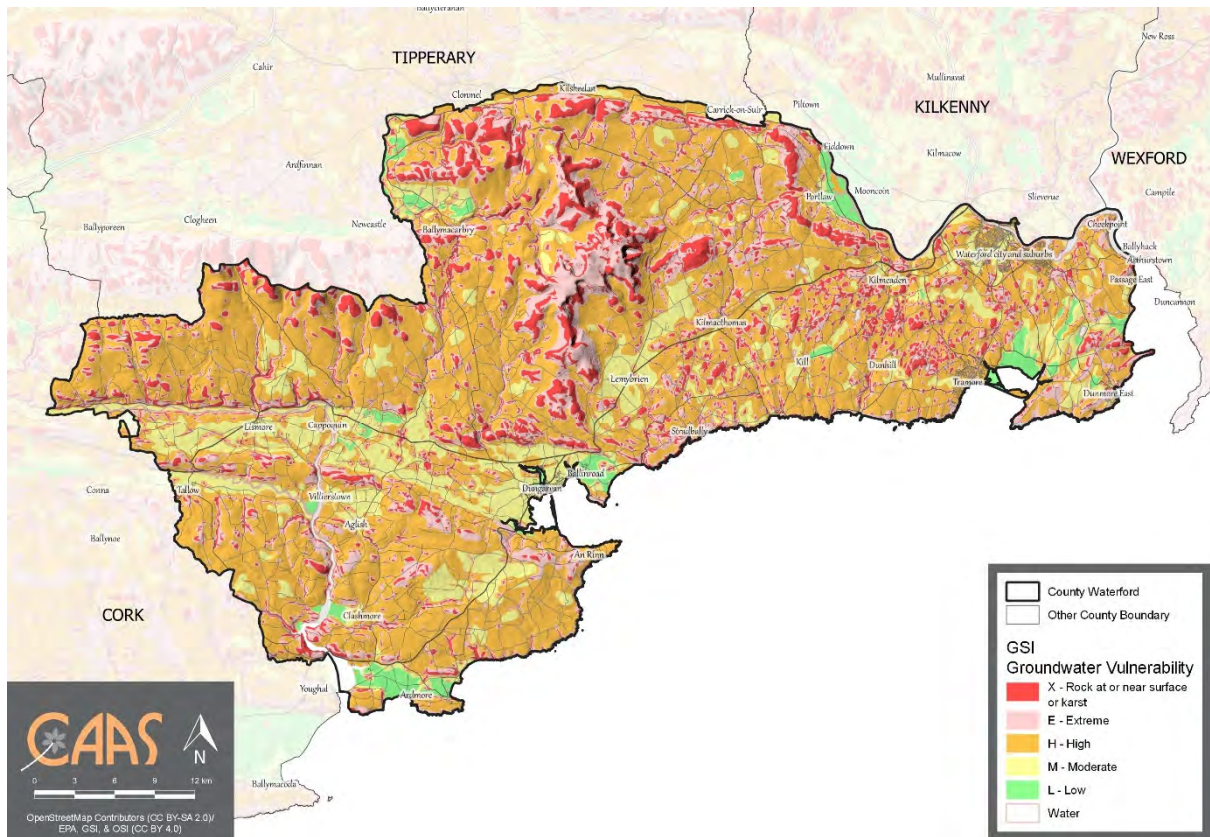 Ballyclerahan
New Ross
TIPPERARY
Cahir
Mullinavat
Clonmel
Kilsheelan
Carrick-on-Suir
Piltown
KILKENNY
Fiddown
Kilmacow
WEXFORD
Ardfinnan
Mooncoin
Slieverue
Campile
Portlaw
Clogheen
Newcastle
Cheekpoint
Ballyporeen
Ballymacarbry
Waterford city and suburbs
Ballyhack
Arthurstown
Kilmeaden
Passage East
Duncannon
Kilmacthomas
Kill
Dunhill
Lemybrien
Tramore
Dunmore East
Lismore
Cappoquin
Stradbally
Ballinroad
Conna
Tallow
Dungarvan
Villierstown
Aglish
Ballynoe
An Rinn
CORK
Clashmore
Youghal
Ardmore
Ballymacoda
County Waterford
Other County Boundary
GSI
Groundwater Vulnerability
X - Rock at or near surface
or karst
E - Extreme
H - High
M - Moderate
L - Low
Water
CAAS
N
0 3 6 9 12 km
OpenStreetMap Contributors (CC BY-SA 2.0)/
EPA, GSI, & OSI (CC BY 4.0)